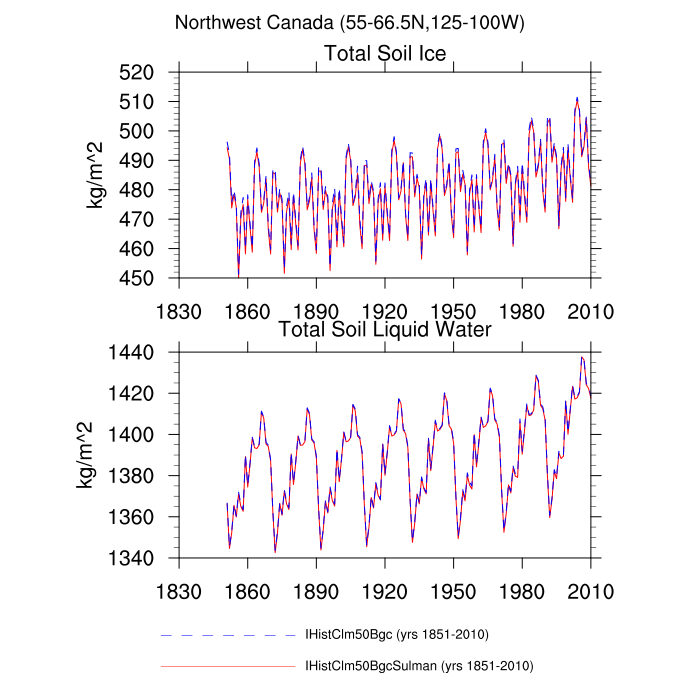 Northwest Canada (55-66.5N,125-100W)
Total Soil Ice
520
510
500
490
480
470
460
450
kg/m^2
1830 1860 1890 1920 1950 1980 2010
Total Soil Liquid Water
1440
1420
1400
1380
1360
1340
kg/m^2
1830 1860 1890 1920 1950 1980 2010
IHistClm50Bgc (yrs 1851-2010)
IHistClm50BgcSulman (yrs 1851-2010)